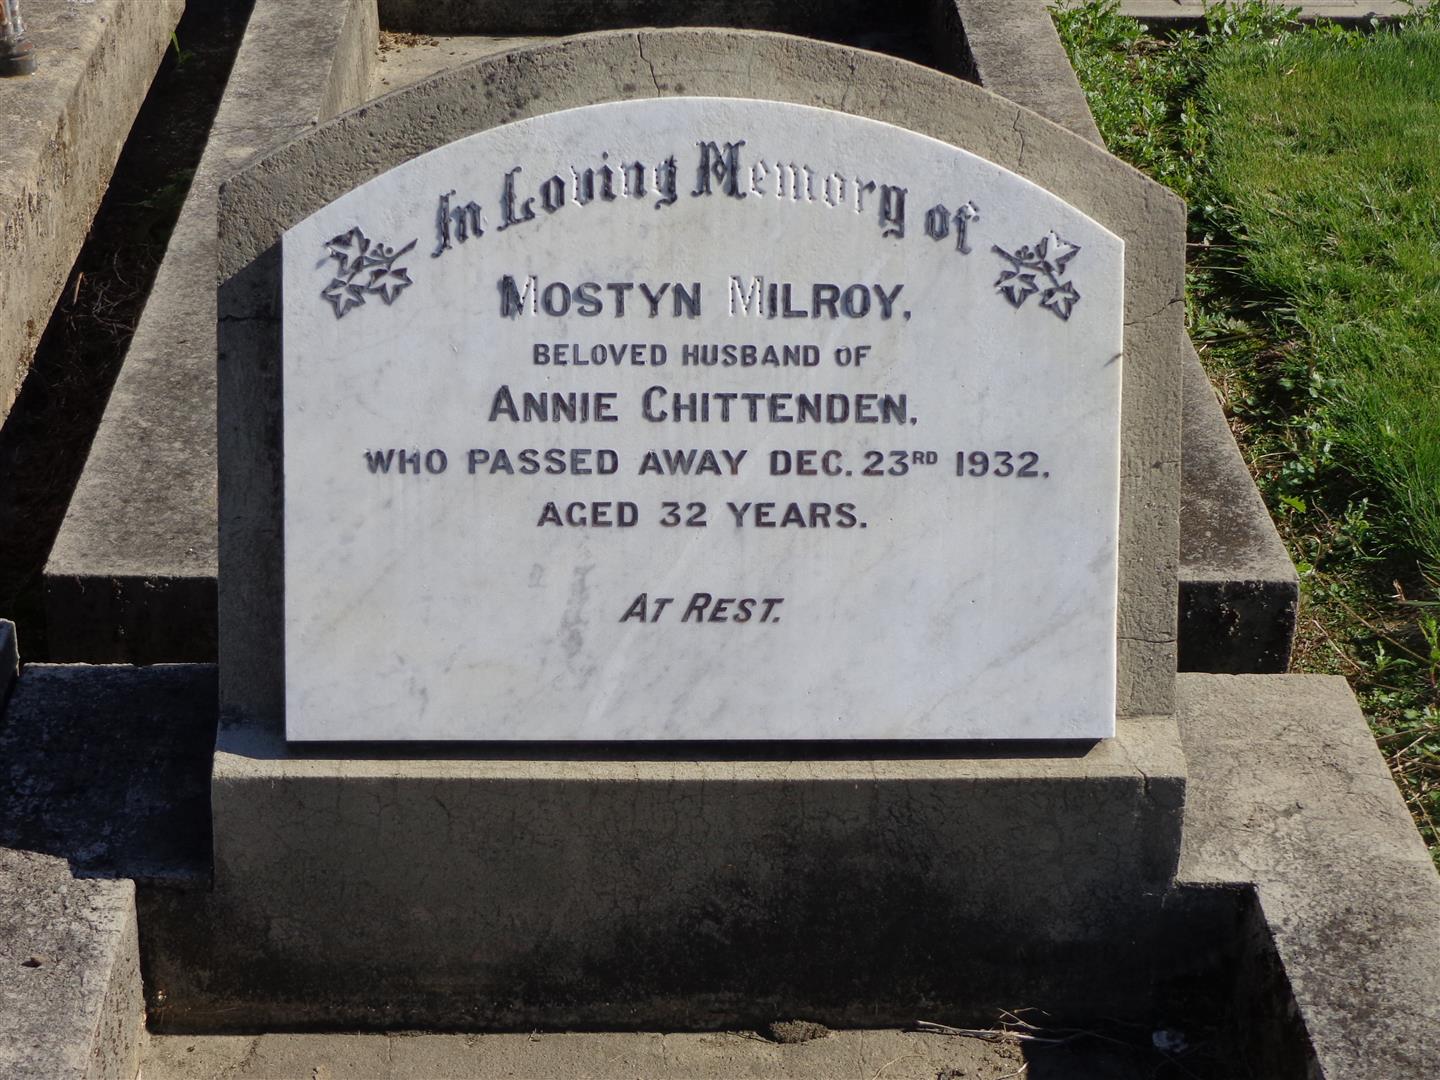 In Loving Memory of
MOSTYN MILROY,
BELOVED HUSBAND OF
ANNIE CHITTENDEN,
WHO PASSED AWAY DEC. 23RD 1932.
AGED 32 YEARS.
AT REST.